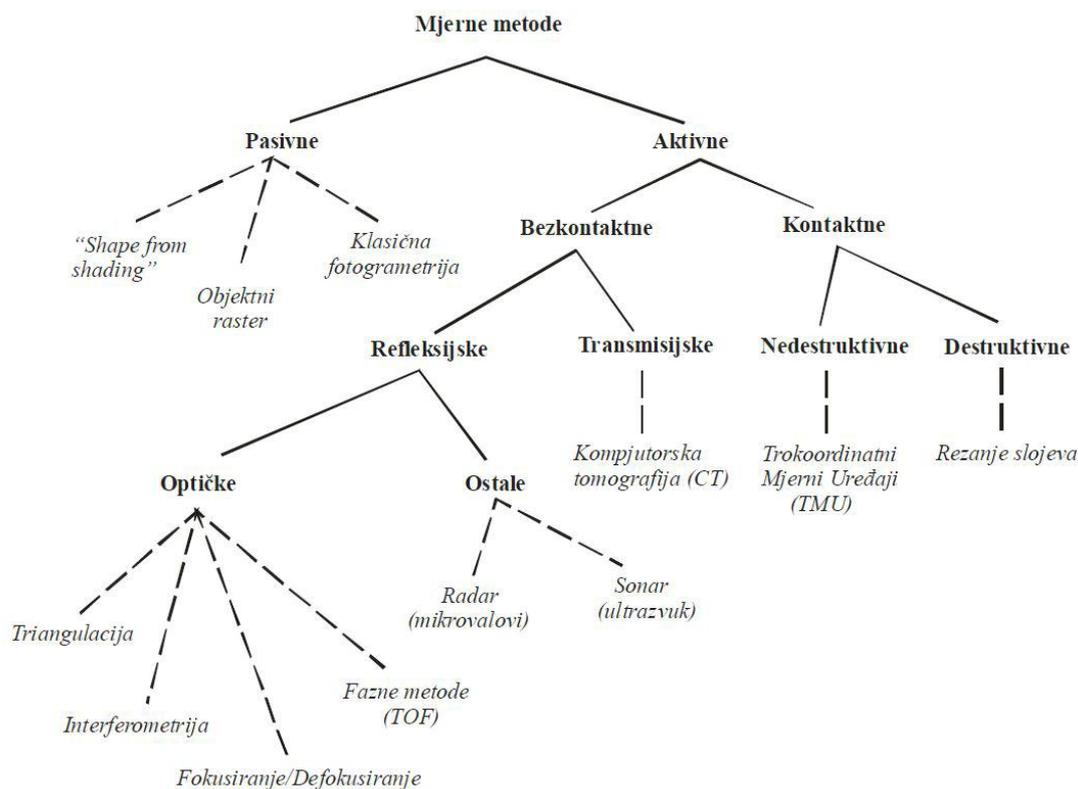 Mjerne metode
Pasivne
Aktivne
“Shape from
shading”
Objektni
raster
Klasična
fotogrametrija
Bezkontaktne
Kontaktne
Refleksijske
Transmisijske
Nedestruktivne
Destruktivne
Kompjutorska
tomografija (CT)
Trokoordinatni
Mjerni Uređaji
(TMU)
Rezanje slojeva
Optičke
Ostale
Radar
(mikrovalovi)
Sonar
(ultrazvuk)
Triangulacija
Interferometrija
Fokusiranje/Defokusiranje
Fazne metode
(TOF)